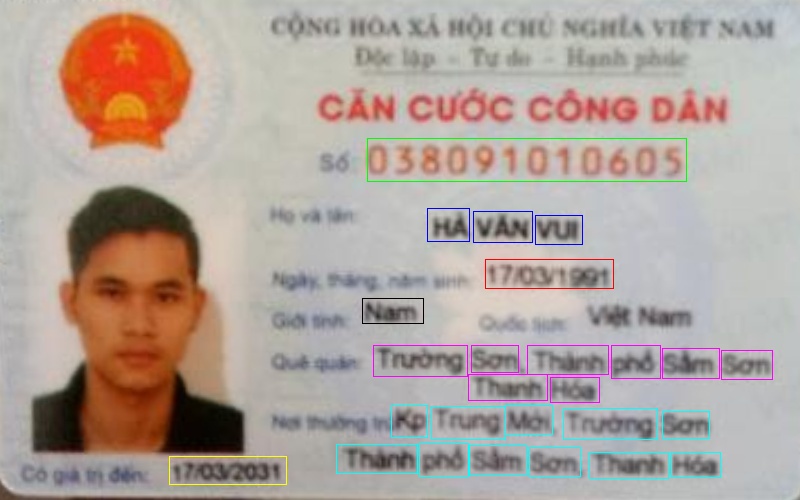 CỘNG HÒA XÃ HỘI CHỦ NGHĨA VIỆT NAM
Độc lập - Tự do - Hạnh phúc
CĂN CƯỚC CÔNG DÂN
Số: 038091010605
Họ và tên: HÀ VĂN VUI
Ngày, tháng, năm sinh: 17/03/1991
Giới tính: Nam Quốc tịch: Việt Nam
Quê quán: Trường Sơn, Thành phố Sầm Sơn
Thanh Hóa
Nơi thường trú: Kp Trung Mới, Trường Sơn
Thành phố Sầm Sơn, Thanh Hóa
Có giá trị đến: 17/03/2031